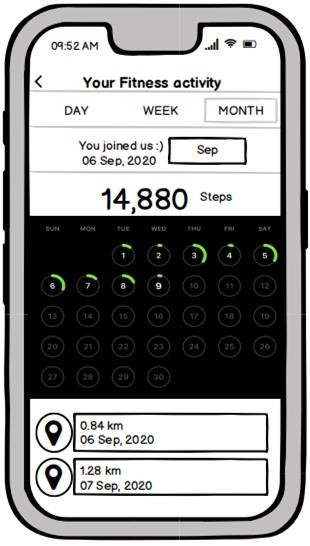 09:52 AM
Your Fitness activity
DAY WEEK MONTH
You joined us :)
06 Sep, 2020
Sep
14,880 Steps
SUN MON TUE WED THU FRI SAT
1 2 3 4 5
6 7 8 9 10 11 12
13 14 15 16 17 18 19
20 21 22 23 24 25 26
27 28 29 30
0.84 km
06 Sep, 2020
1.28 km
07 Sep, 2020